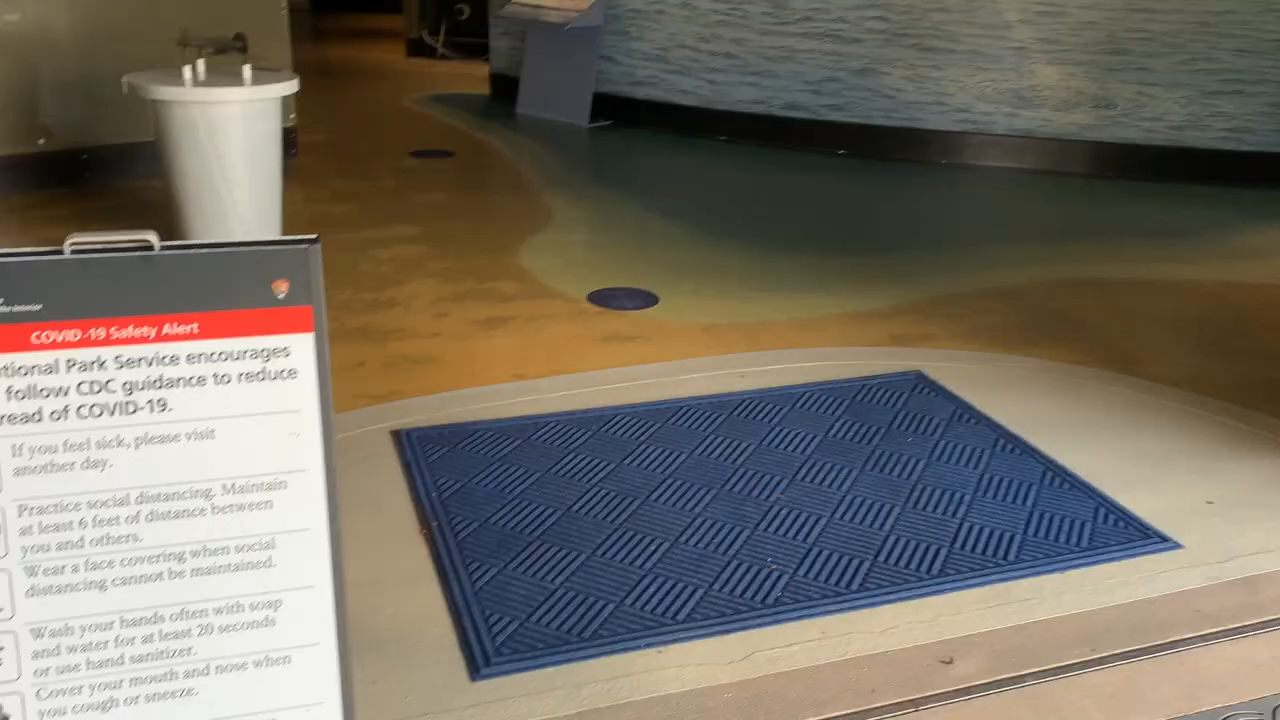 COVID-19 Safety Alert
tional Park Service encourages
follow CDC guidance to reduce
read of COVID-19.
If you feel sick, please visit
another day.
Practice social distancing. Maintain
at least 6 feet of distance between
you and others.
Wear a face covering when social
distancing cannot be maintained.
Wash your hands often with soap
and water for at least 20 seconds
or use hand sanitizer.
Cover your mouth and nose when
you cough or sneeze.